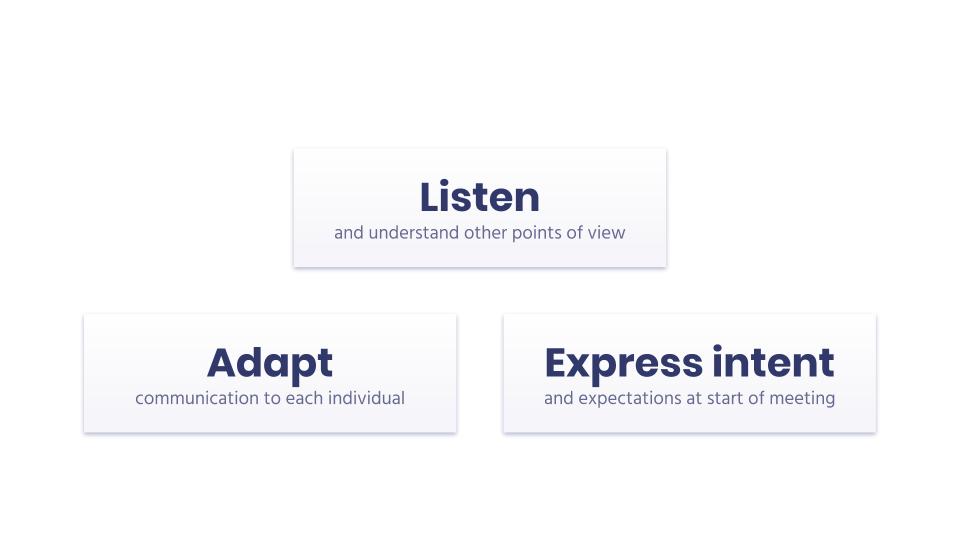 Listen
and understand other points of view
Adapt
communication to each individual
Express intent
and expectations at start of meeting